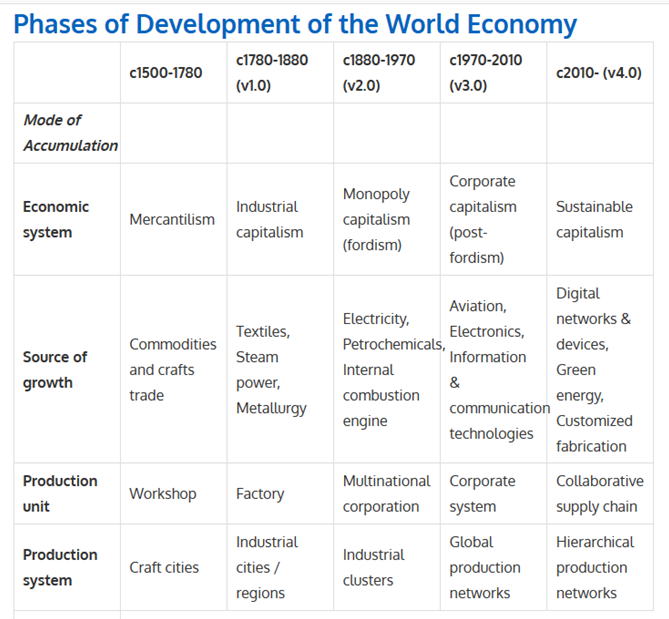 Phases of Development of the World Economy
c1500-1780
c1780-1880
(v1.0)
c1880-1970
(v2.0)
c1970-2010
(v3.0)
c2010- (v4.0)
Mode of
Accumulation
Economic
system
Mercantilism
Industrial
capitalism
Monopoly
capitalism
(fordism)
Corporate
capitalism
(post-
fordism)
Sustainable
capitalism
Source of
growth
Commodities
and crafts
trade
Textiles,
Steam
power,
Metallurgy
Electricity,
Petrochemicals,
Internal
combustion
engine
Aviation,
Electronics,
Information
&
communication
technologies
Digital
networks &
devices,
Green
energy,
Customized
fabrication
Production
unit
Workshop
Factory
Multinational
corporation
Corporate
system
Collaborative
supply chain
Production
system
Craft cities
Industrial
cities /
regions
Industrial
clusters
Global
production
networks
Hierarchical
production
networks